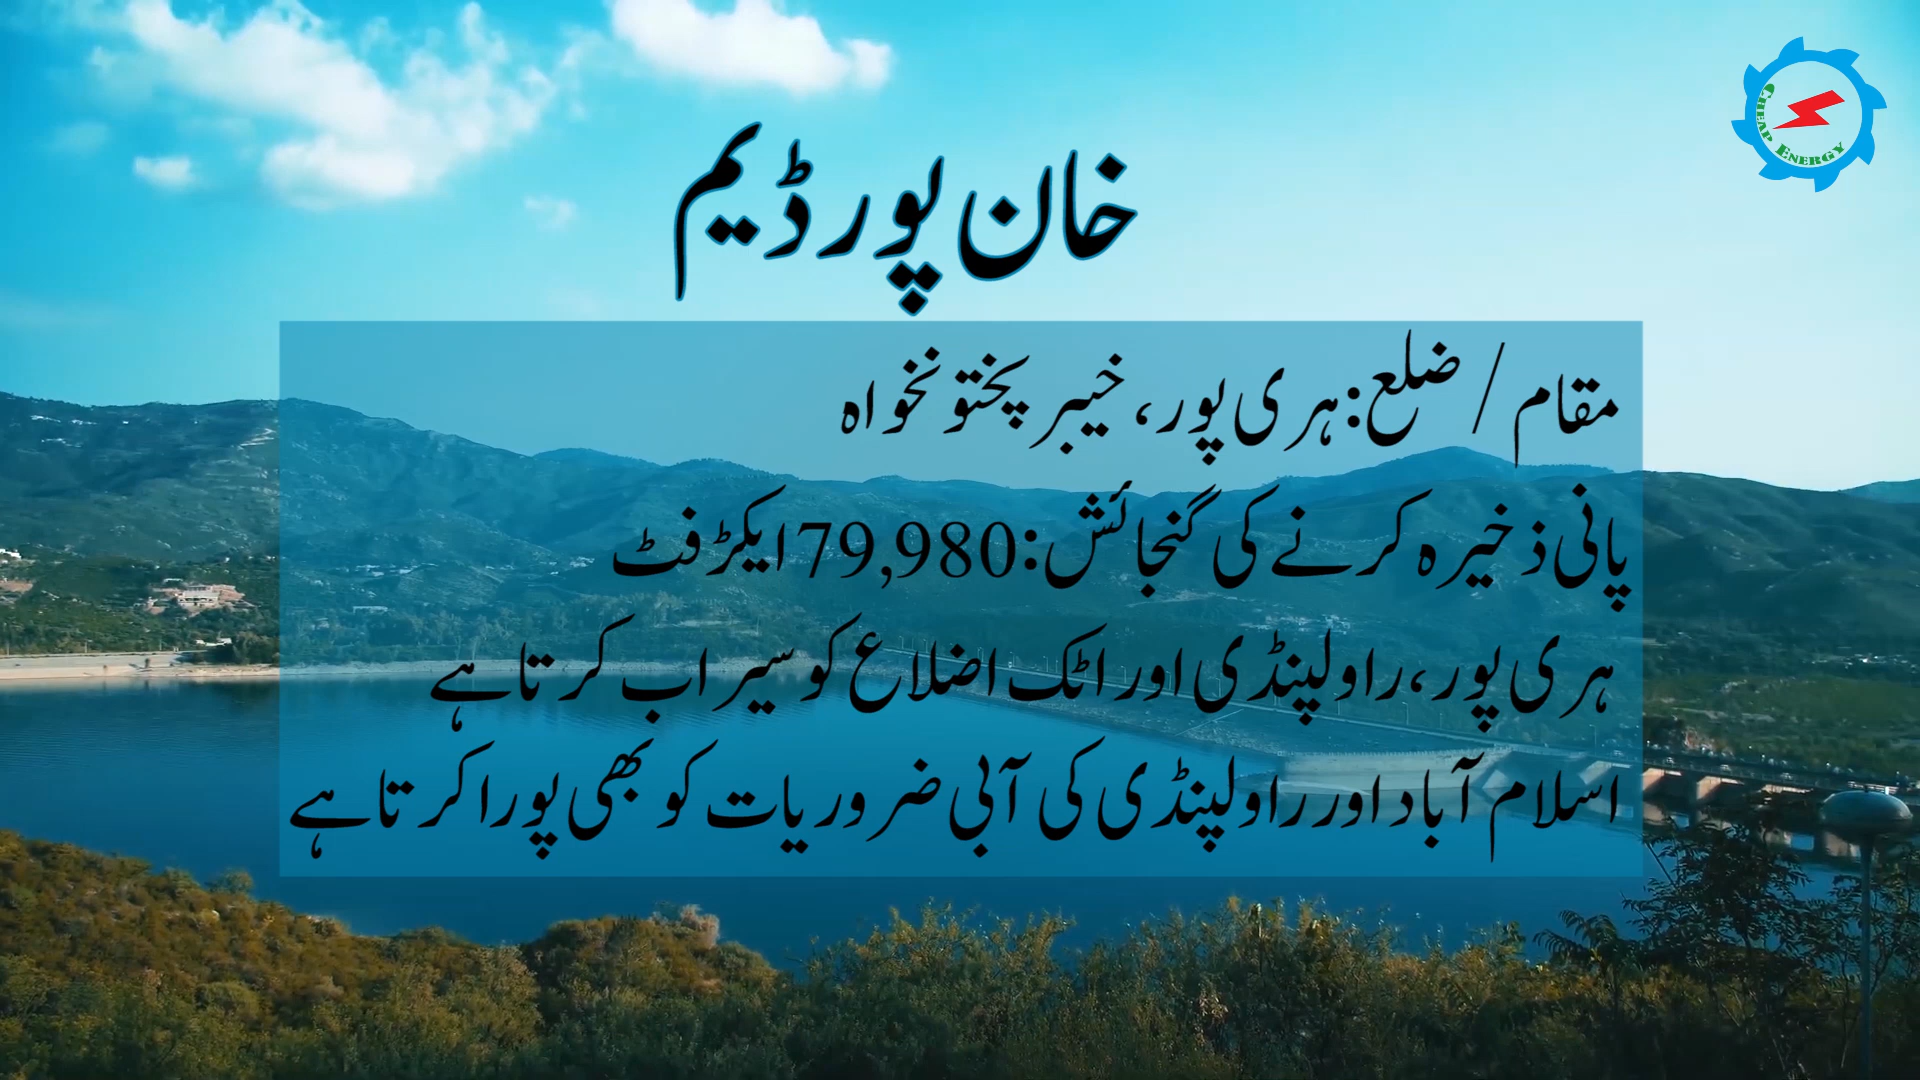 CHEAP ENERGY
خان پور ڈیم
مقام / ضلع: ہری پور، خیبر پختونخواہ
پانی ذخیرہ کرنے کی گنجائش: 79,980 ایکڑ فٹ
ہری پور، راولپنڈی اور اٹک اضلاع کو سیراب کرتا ہے
اسلام آباد اور راولپنڈی کی آبی ضروریات کو بھی پورا کرتا ہے